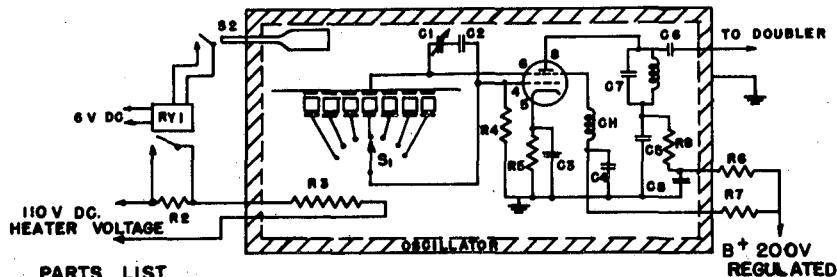 S2
C1 C2
C6
TO DOUBLER
8
6
4
5
C7
6 V DC
RY1
R4
CH
S1
R5
C3
C4
C5
R8
C8
R6
R7
R3
R2
110 V DC.
HEATER VOLTAGE
OSCILLATOR
B+ 200V
REGULATED
PARTS LIST